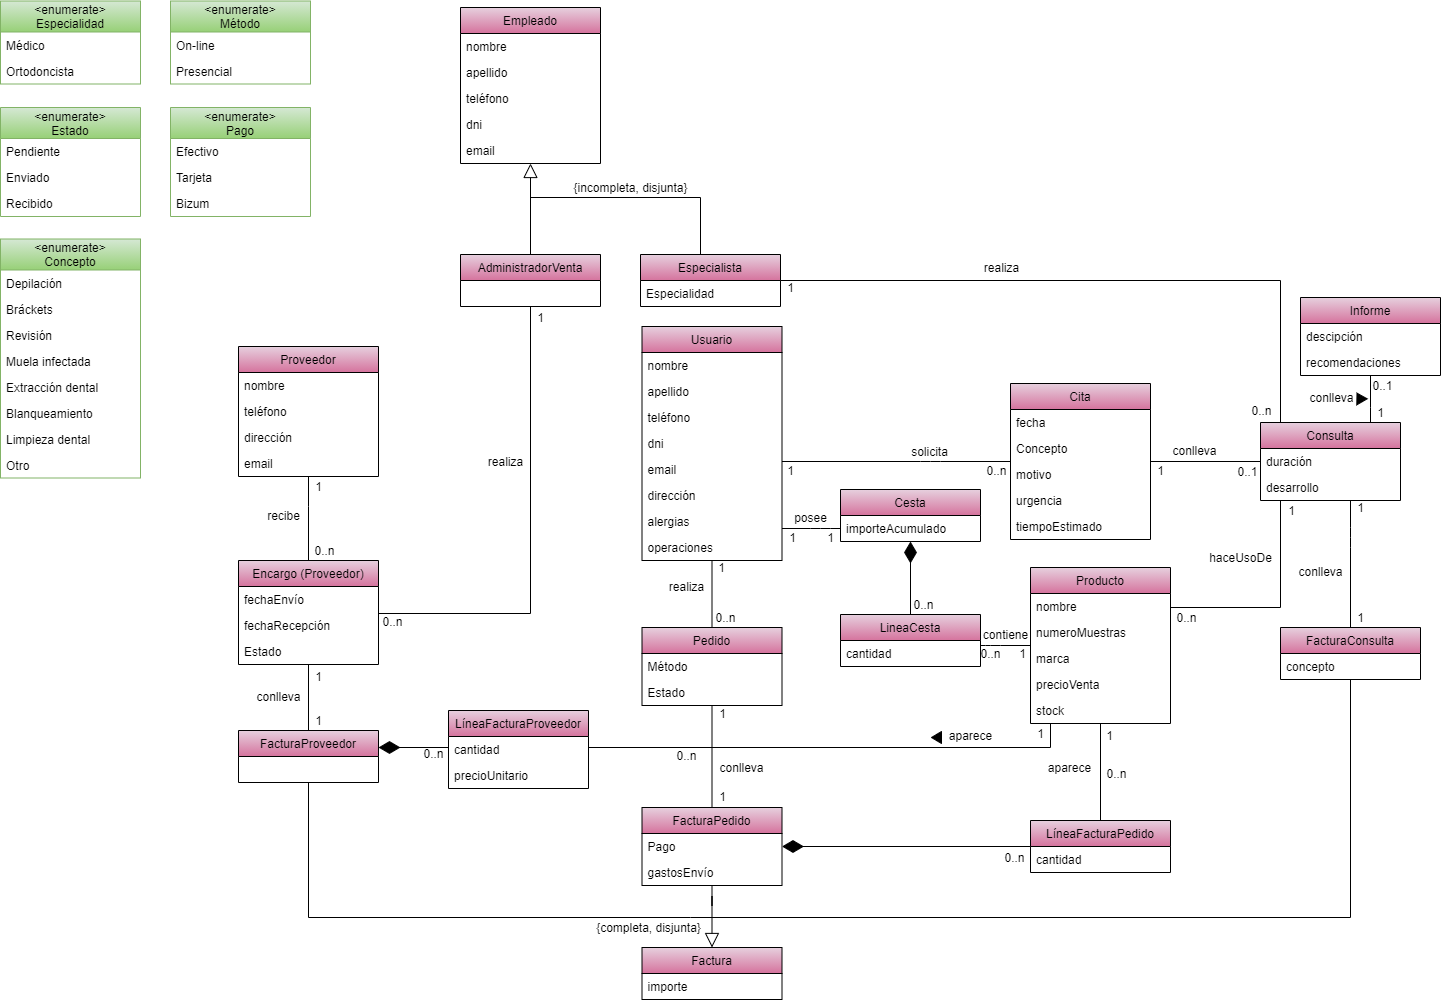 <enumerate>
Especialidad
Médico
Ortodoncista
<enumerate>
Método
On-line
Presencial
<enumerate>
Estado
Pendiente
Enviado
Recibido
<enumerate>
Pago
Efectivo
Tarjeta
Bizum
<enumerate>
Concepto
Depilación
Bráckets
Revisión
Muela infectada
Extracción dental
Blanqueamiento
Limpieza dental
Otro
Empleado
nombre
apellido
teléfono
dni
email
{incompleta, disjunta}
AdministradorVenta
1
Especialista
Especialidad
1
realiza
0..n
Informe
descipción
recomendaciones
0..1
conlleva
1
Proveedor
nombre
teléfono
dirección
email
1
recibe
0..n
realiza
Usuario
nombre
apellido
teléfono
dni
email
dirección
alergias
operaciones
1
solicita
0..n
Cita
fecha
Concepto
motivo
urgencia
tiempoEstimado
1
conlleva
0..1
Consulta
duración
desarrollo
1
1
posee
1
1
Cesta
importeAcumulado
0..n
LineaCesta
cantidad
contiene
0..n
1
haceUsoDe
0..n
conlleva
1
Encargo (Proveedor)
fechaEnvío
fechaRecepción
Estado
0..n
1
conlleva
1
1
realiza
0..n
Pedido
Método
Estado
1
Producto
nombre
numeroMuestras
marca
precioVenta
stock
1
1
FacturaConsulta
concepto
FacturaProveedor
0..n
LíneaFacturaProveedor
cantidad
precioUnitario
0..n
aparece
conlleva
1
aparece
0..n
FacturaPedido
Pago
gastosEnvío
0..n
LíneaFacturaPedido
cantidad
{completa, disjunta}
Factura
importe